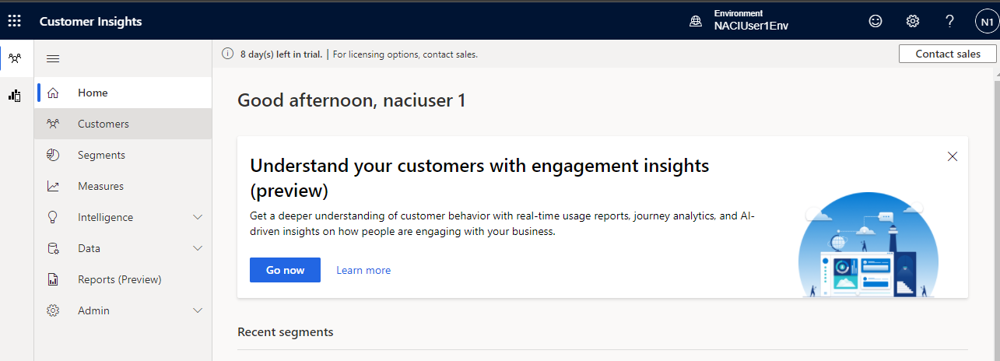 Customer Insights
Environment
NACIUser1Env
N1
8 day(s) left in trial. | For licensing options, contact sales.
Contact sales
Home
Customers
Segments
Measures
Intelligence
Data
Reports (Preview)
Admin
Good afternoon, naciuser 1
Understand your customers with engagement insights
(preview)
Get a deeper understanding of customer behavior with real-time usage reports, journey analytics, and AI-
driven insights on how people are engaging with your business.
Go now
Learn more
Recent segments